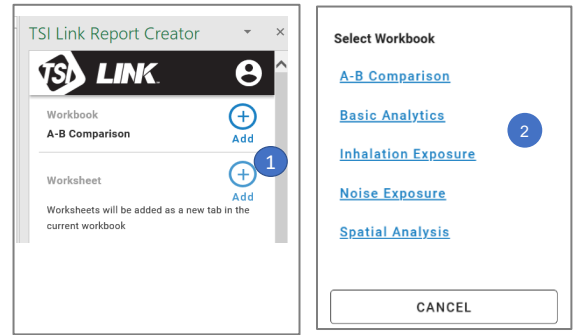 TSI Link Report Creator
TSI LINK.
Workbook
A-B Comparison
Add
1
Worksheet
Add
Worksheets will be added as a new tab in the
current workbook
Select Workbook
A-B Comparison
Basic Analytics
2
Inhalation Exposure
Noise Exposure
Spatial Analysis
CANCEL